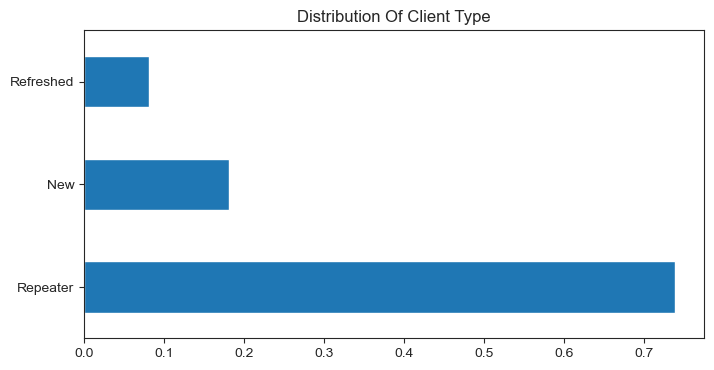 Distribution Of Client Type
Refreshed
New
Repeater
0.0 0.1 0.2 0.3 0.4 0.5 0.6 0.7